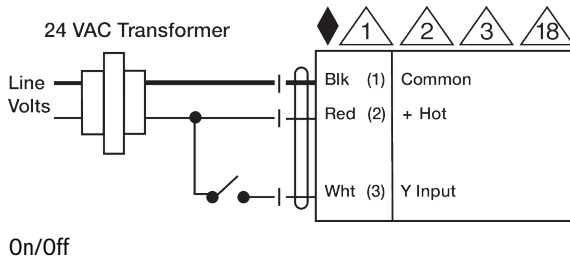 24 VAC Transformer
1 2 3 18
Line
Volts
Blk (1) Common
Red (2) + Hot
Wht (3) Y Input
On/Off